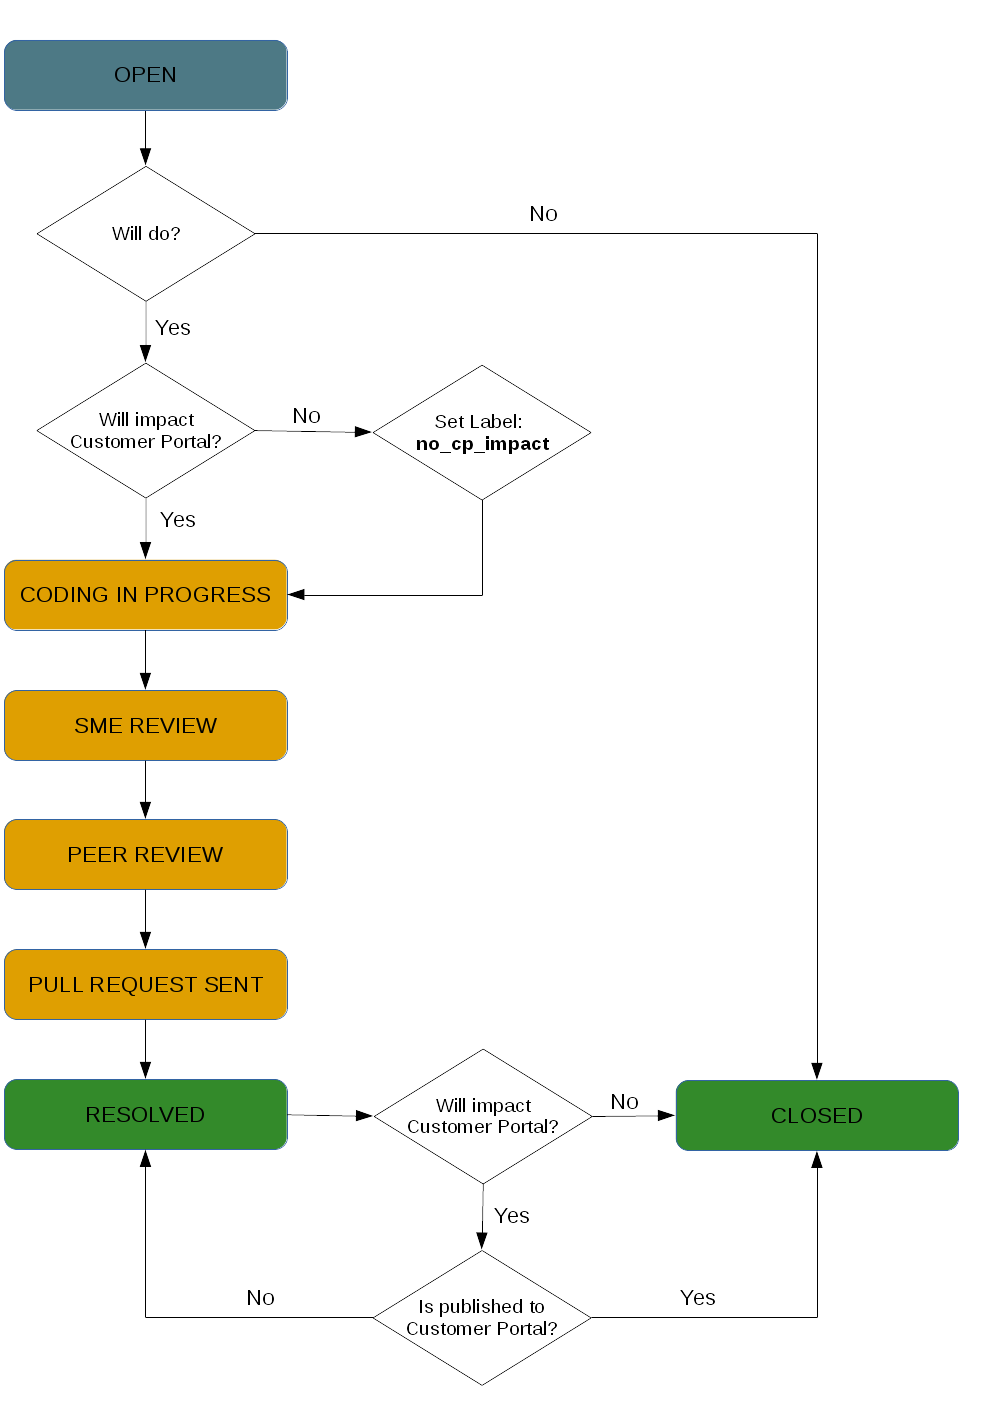 OPEN
Will do?
No
Yes
Will impact
Customer Portal?
No
Set Label:
no_cp_impact
Yes
CODING IN PROGRESS
SME REVIEW
PEER REVIEW
PULL REQUEST SENT
RESOLVED
Will impact
Customer Portal?
No
CLOSED
Yes
Is published to
Customer Portal?
No
Yes